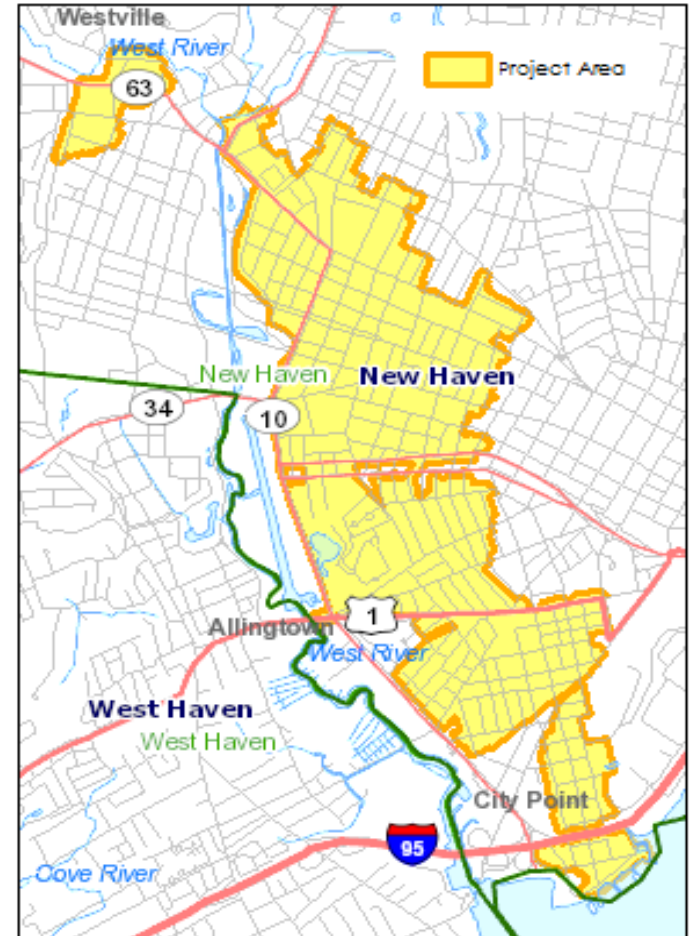 Westville
West River
63
Project Area
New Haven
New Haven
34
10
1
Allingtown
West River
West Haven
West Haven
City Point
95
Cove River